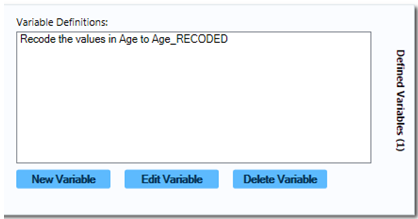 Variable Definitions:
Recode the values in Age to Age_RECODED
Defined Variables (1)
New Variable
Edit Variable
Delete Variable